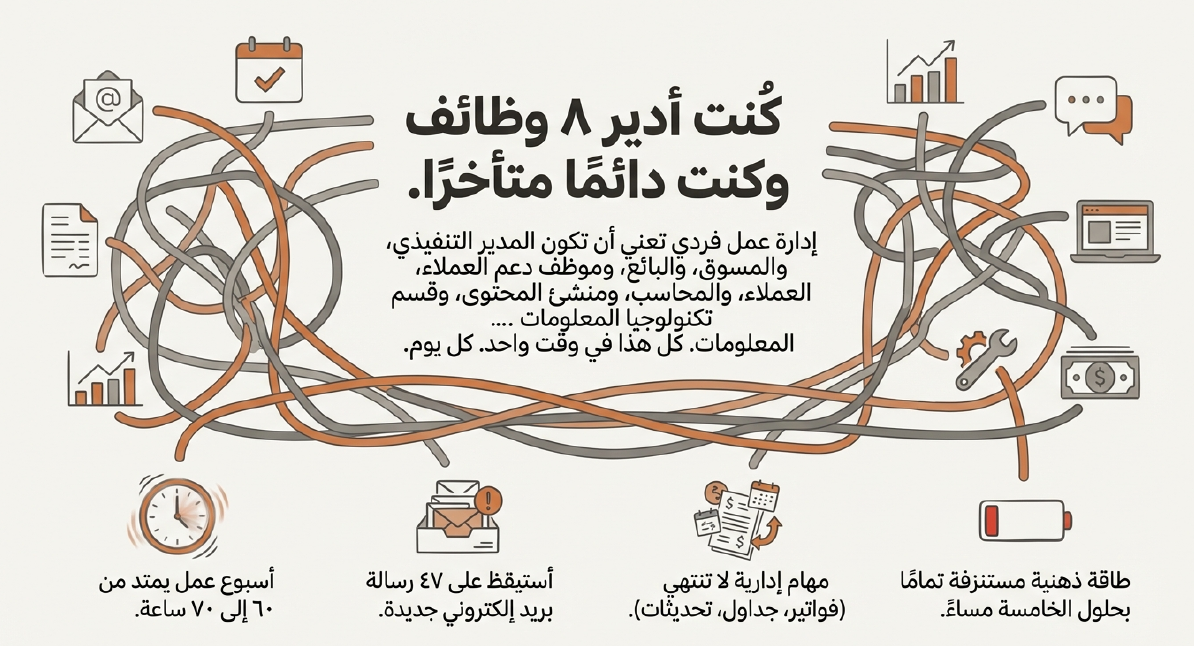 كُنت أدير ٨ وظائف
وكنت دائمًا متأخرًا.
إدارة عمل فردي تعني أن تكون المدير التنفيذي،
والمسوق، والبائع، وموظف دعم العملاء،
العملاء، والمحاسب، ومنشئ المحتوى، وقسم
تكنولوجيا المعلومات ....
المعلومات. كل هذا في وقت واحد. كل يوم.
طاقة ذهنية مستنزفة تمامًا
بحلول الخامسة مساءً.
مهام إدارية لا تنتهي
(فواتير، جداول، تحديثات).
أستيقظ على ٤٧ رسالة
بريد إلكتروني جديدة.
أسبوع عمل يمتد من
٦٠ إلى ٧٠ ساعة.